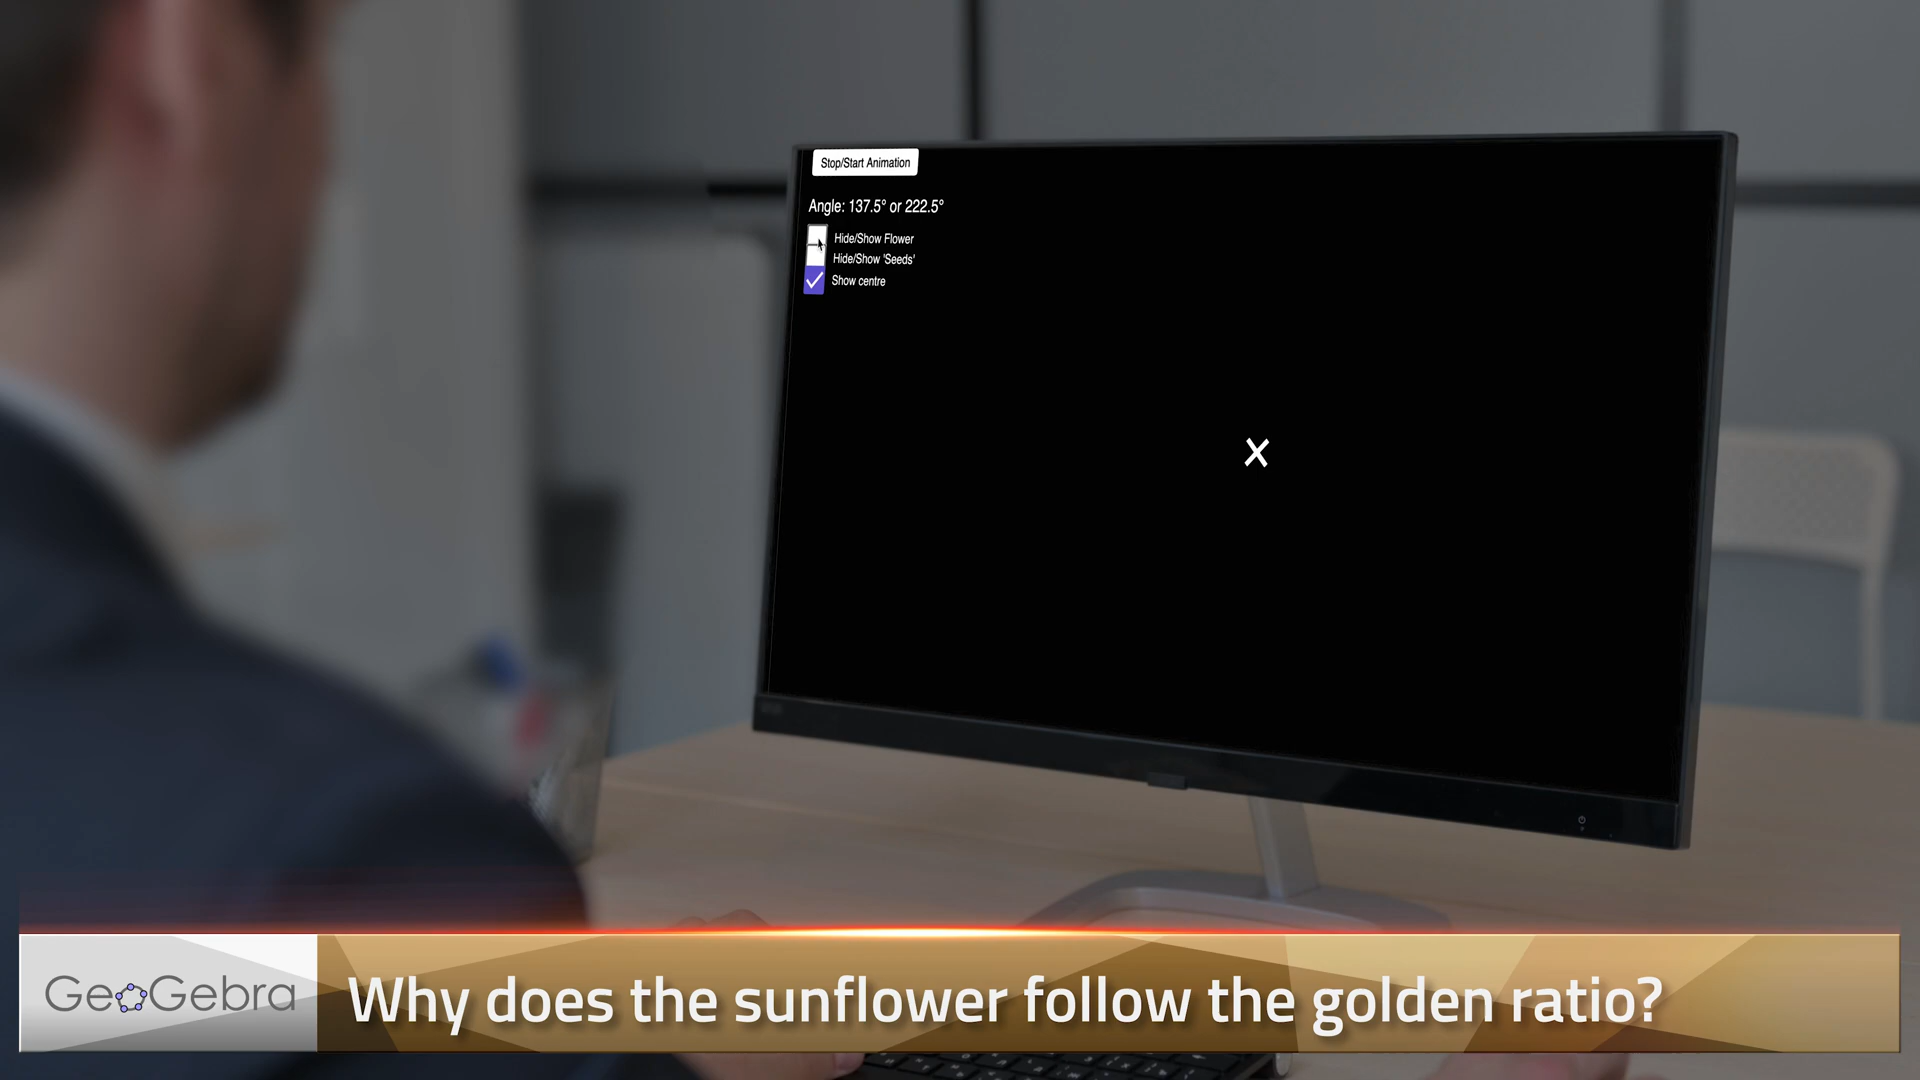 Stop/Start Animation
Angle: 137.5° or 222.5°
Hide/Show Flower
Hide/Show 'Seeds'
Show centre
GeoGebra
Why does the sunflower follow the golden ratio?